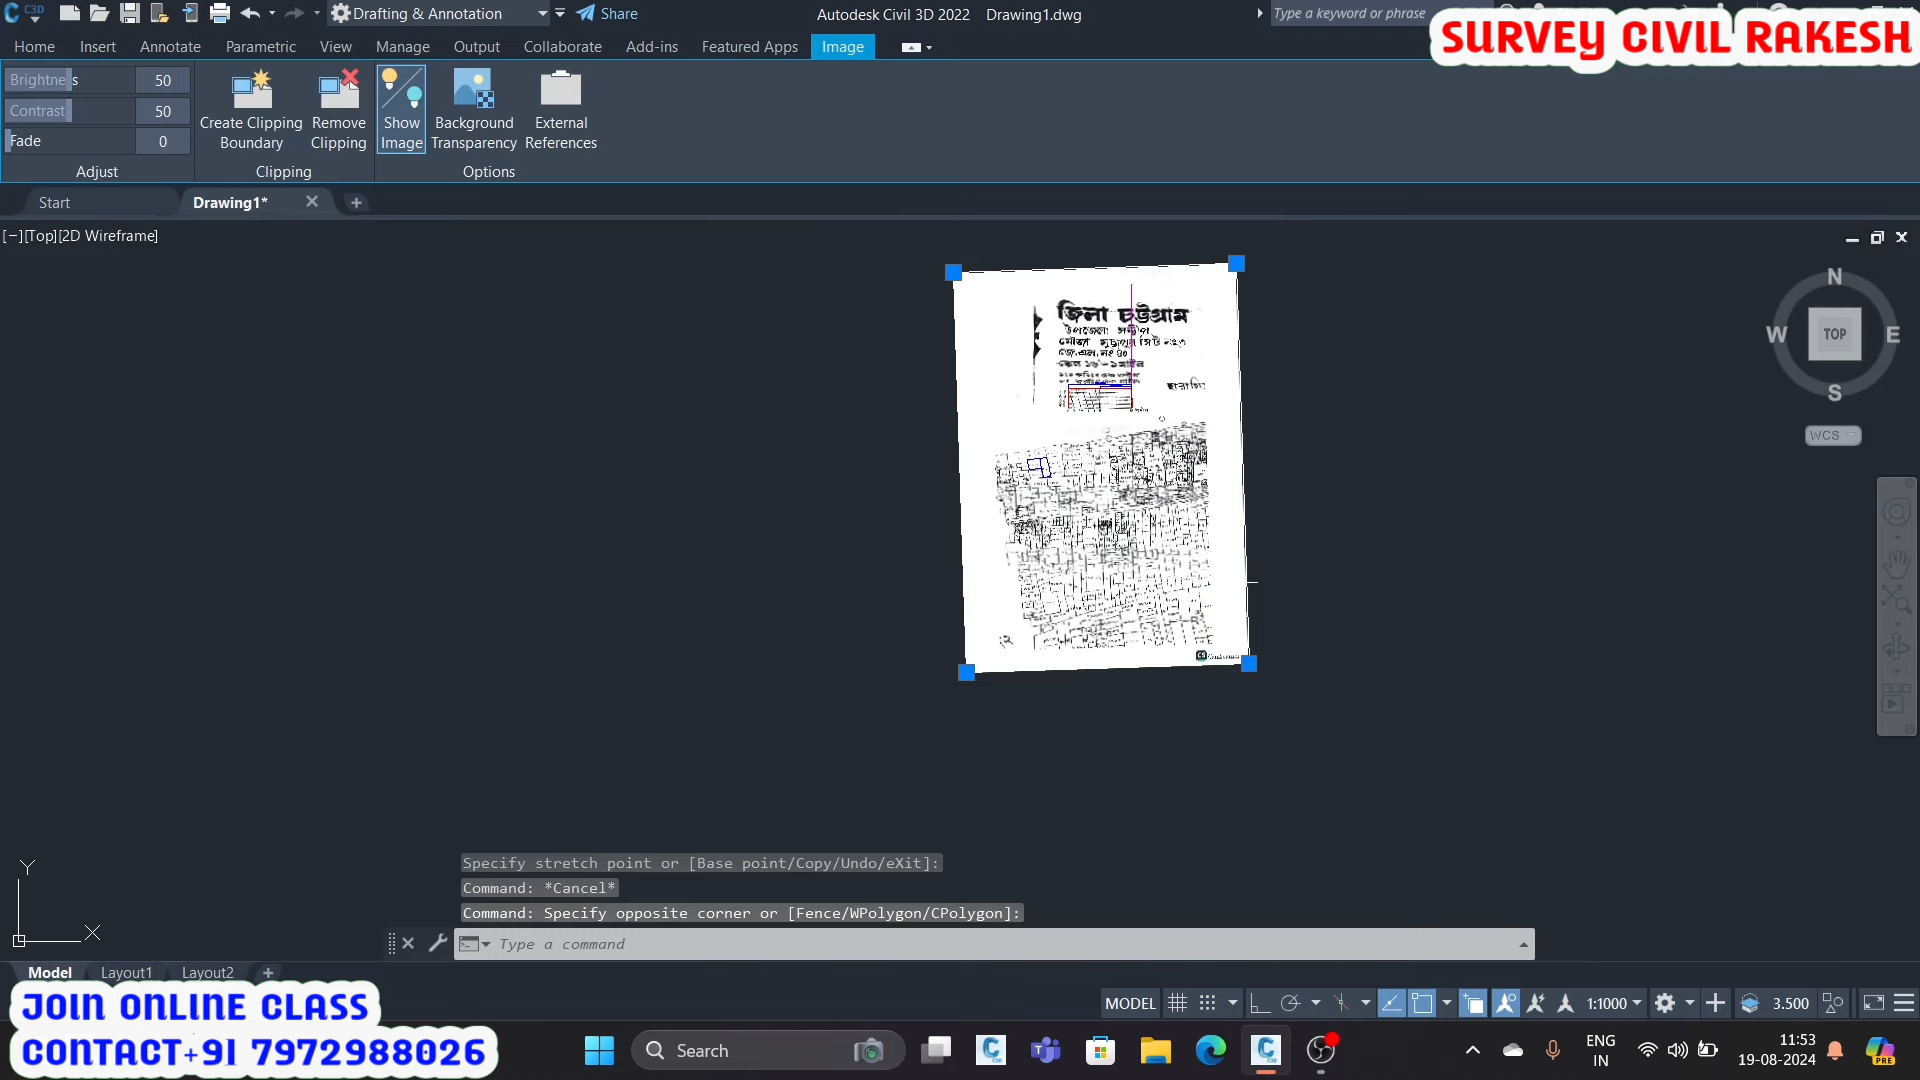 Drafting & Annotation
Share
Autodesk Civil 3D 2022 Drawing1.dwg
Type a keyword or phrase
SURVEY CIVIL RAKESH
Home Insert Annotate Parametric View Manage Output Collaborate Add-ins Featured Apps Image
Brightness 50
Contrast 50
Fade 0
Create Clipping Boundary
Remove Clipping
Show Image
Background Transparency
External References
Adjust Clipping Options
Start Drawing1*
[−][Top][2D Wireframe]
N
W TOP E
S
WCS
জিলা চট্টগ্রাম
CS
Y
X
Specify stretch point or [Base point/Copy/Undo/eXit]:
Command: *Cancel*
Command: Specify opposite corner or [Fence/WPolygon/CPolygon]:
Type a command
Model Layout1 Layout2
MODEL 1:1000 3.500
JOIN ONLINE CLASS
CONTACT+91 7972988026
Search
ENG
IN
11:53
19-08-2024
PRE